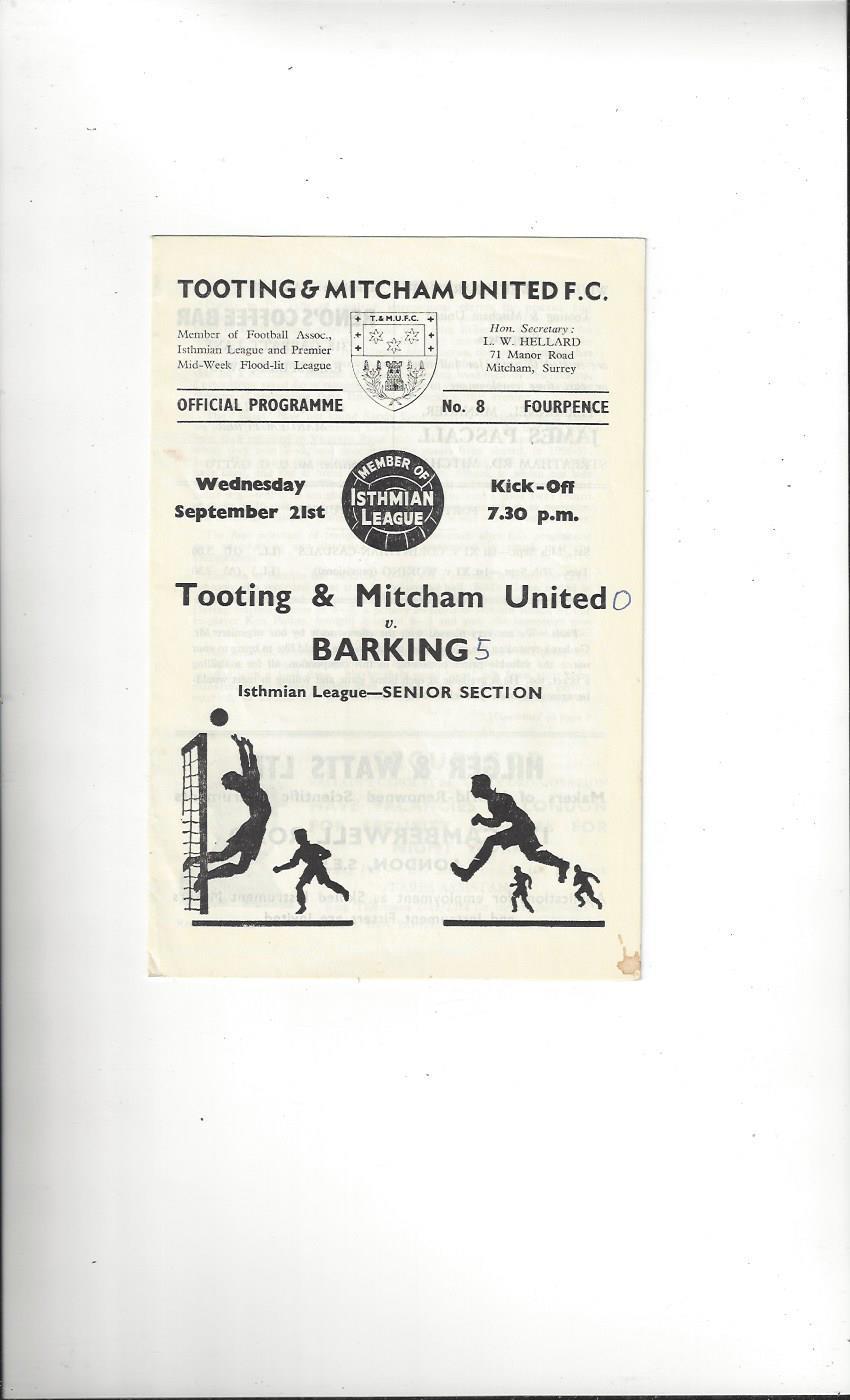 TOOTING & MITCHAM UNITED F.C.
Member of Football Assoc.,
Isthmian League and Premier
Mid-Week Flood-lit League
T. & M.U.F.C.
Hon. Secretary :
L. W. HELLARD
71 Manor Road
Mitcham, Surrey
OFFICIAL PROGRAMME No. 8 FOURPENCE
Wednesday
September 21st
MEMBER OF
ISTHMIAN
LEAGUE
Kick-Off
7.30 p.m.
Tooting & Mitcham United 0
v.
BARKING 5
Isthmian League—SENIOR SECTION